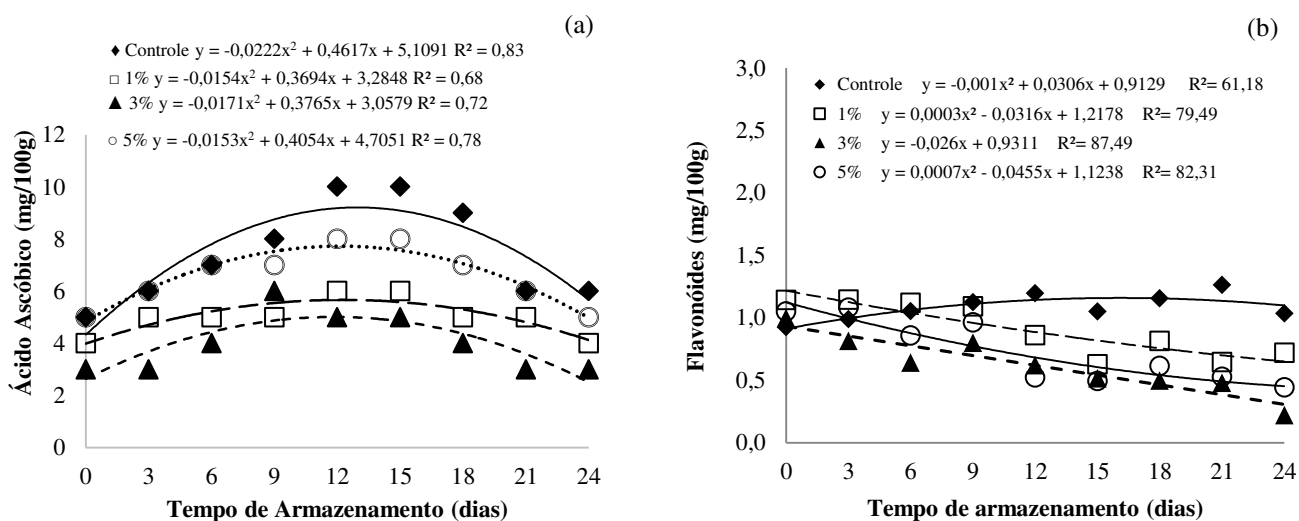 (a)
♦ Controle y = -0,0222x² + 0,4617x + 5,1091 R² = 0,83
□ 1% y = -0,0154x² + 0,3694x + 3,2848 R² = 0,68
▲ 3% y = -0,0171x² + 0,3765x + 3,0579 R² = 0,72
○ 5% y = -0,0153x² + 0,4054x + 4,7051 R² = 0,78
Ácido Ascóbico (mg/100g)
12
10
8
6
4
2
0
0 3 6 9 12 15 18 21 24
Tempo de Armazenamento (dias)
(b)
◆ Controle y = -0,001x² + 0,0306x + 0,9129 R²= 61,18
□ 1% y = 0,0003x² - 0,0316x + 1,2178 R²= 79,49
▲ 3% y = -0,026x + 0,9311 R²= 87,49
○ 5% y = 0,0007x² - 0,0455x + 1,1238 R²= 82,31
Flavonóides (mg/100g)
3,0
2,5
2,0
1,5
1,0
0,5
0,0
0 3 6 9 12 15 18 21 24
Tempo de armazenamento (dias)